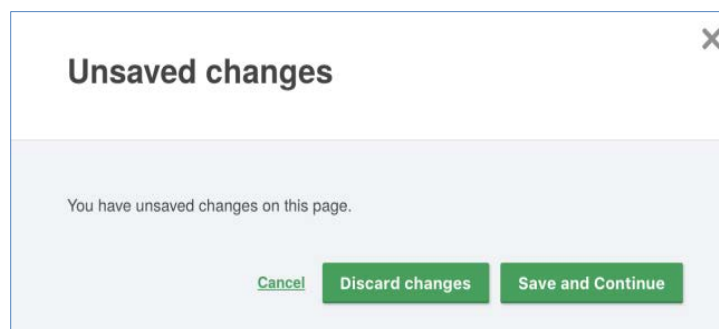 Unsaved changes
You have unsaved changes on this page.
Cancel Discard changes Save and Continue